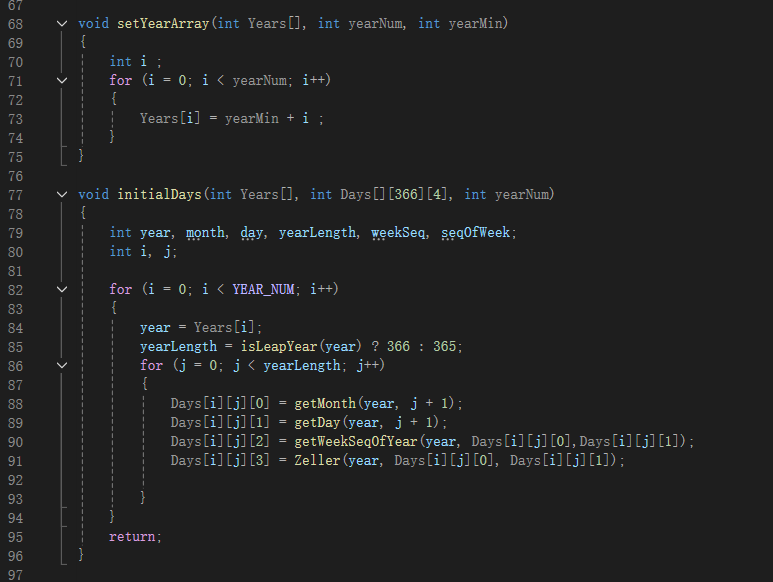 67
68 void setYearArray(int Years[], int yearNum, int yearMin)
69 {
70 int i ;
71 for (i = 0; i < yearNum; i++)
72 {
73 Years[i] = yearMin + i ;
74 }
75 }
76
77 void initialDays(int Years[], int Days[][366][4], int yearNum)
78 {
79 int year, month, day, yearLength, weekSeq, seqOfWeek;
80 int i, j;
81
82 for (i = 0; i < YEAR_NUM; i++)
83 {
84 year = Years[i];
85 yearLength = isLeapYear(year) ? 366 : 365;
86 for (j = 0; j < yearLength; j++)
87 {
88 Days[i][j][0] = getMonth(year, j + 1);
89 Days[i][j][1] = getDay(year, j + 1);
90 Days[i][j][2] = getWeekSeqOfYear(year, Days[i][j][0],Days[i][j][1]);
91 Days[i][j][3] = Zeller(year, Days[i][j][0], Days[i][j][1]);
92
93 }
94 }
95 return;
96 }
97